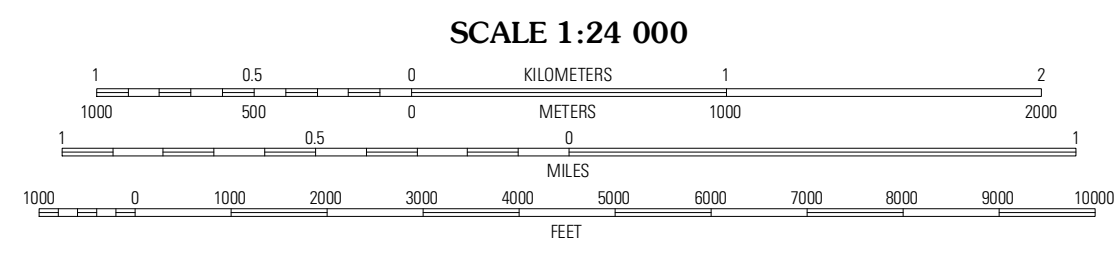 SCALE 1:24 000
1 0.5 0 KILOMETERS 1 2
1000 500 0 METERS 1000 2000
1 0.5 0 1
MILES
1000 0 1000 2000 3000 4000 5000 6000 7000 8000 9000 10000
FEET